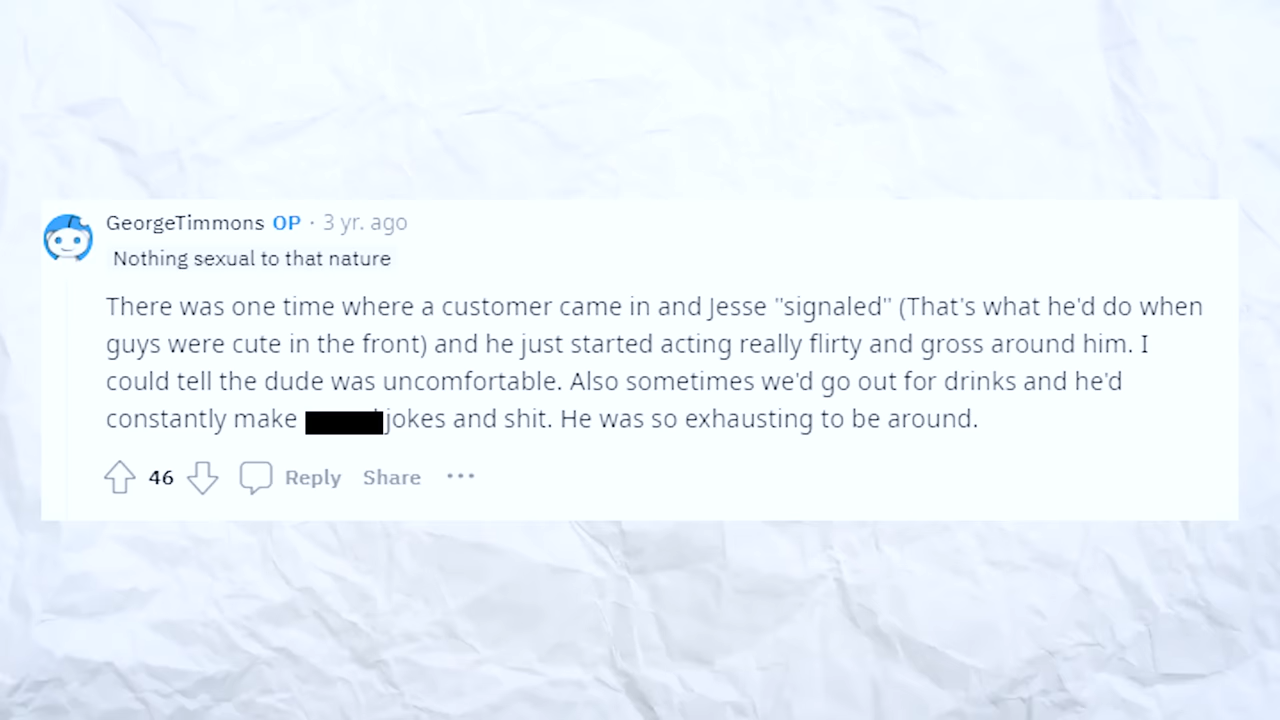 GeorgeTimmons OP · 3 yr. ago
Nothing sexual to that nature
There was one time where a customer came in and Jesse "signaled" (That's what he'd do when
guys were cute in the front) and he just started acting really flirty and gross around him. I
could tell the dude was uncomfortable. Also sometimes we'd go out for drinks and he'd
constantly make jokes and shit. He was so exhausting to be around.
46 Reply Share ···